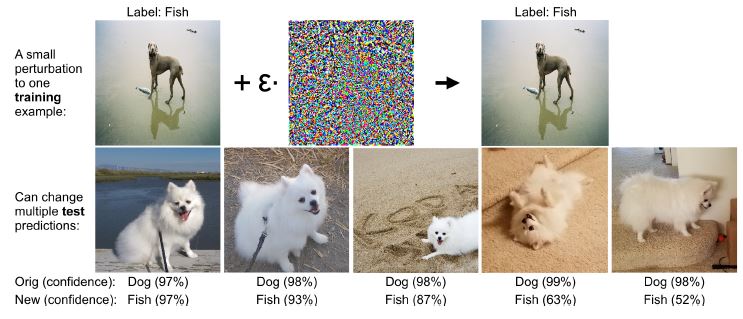 Label: Fish
Label: Fish
A small
perturbation
to one
training
example:
+ ε·
Can change
multiple test
predictions:
Orig (confidence): Dog (97%) Dog (98%) Dog (98%) Dog (99%) Dog (98%)
New (confidence): Fish (97%) Fish (93%) Fish (87%) Fish (63%) Fish (52%)